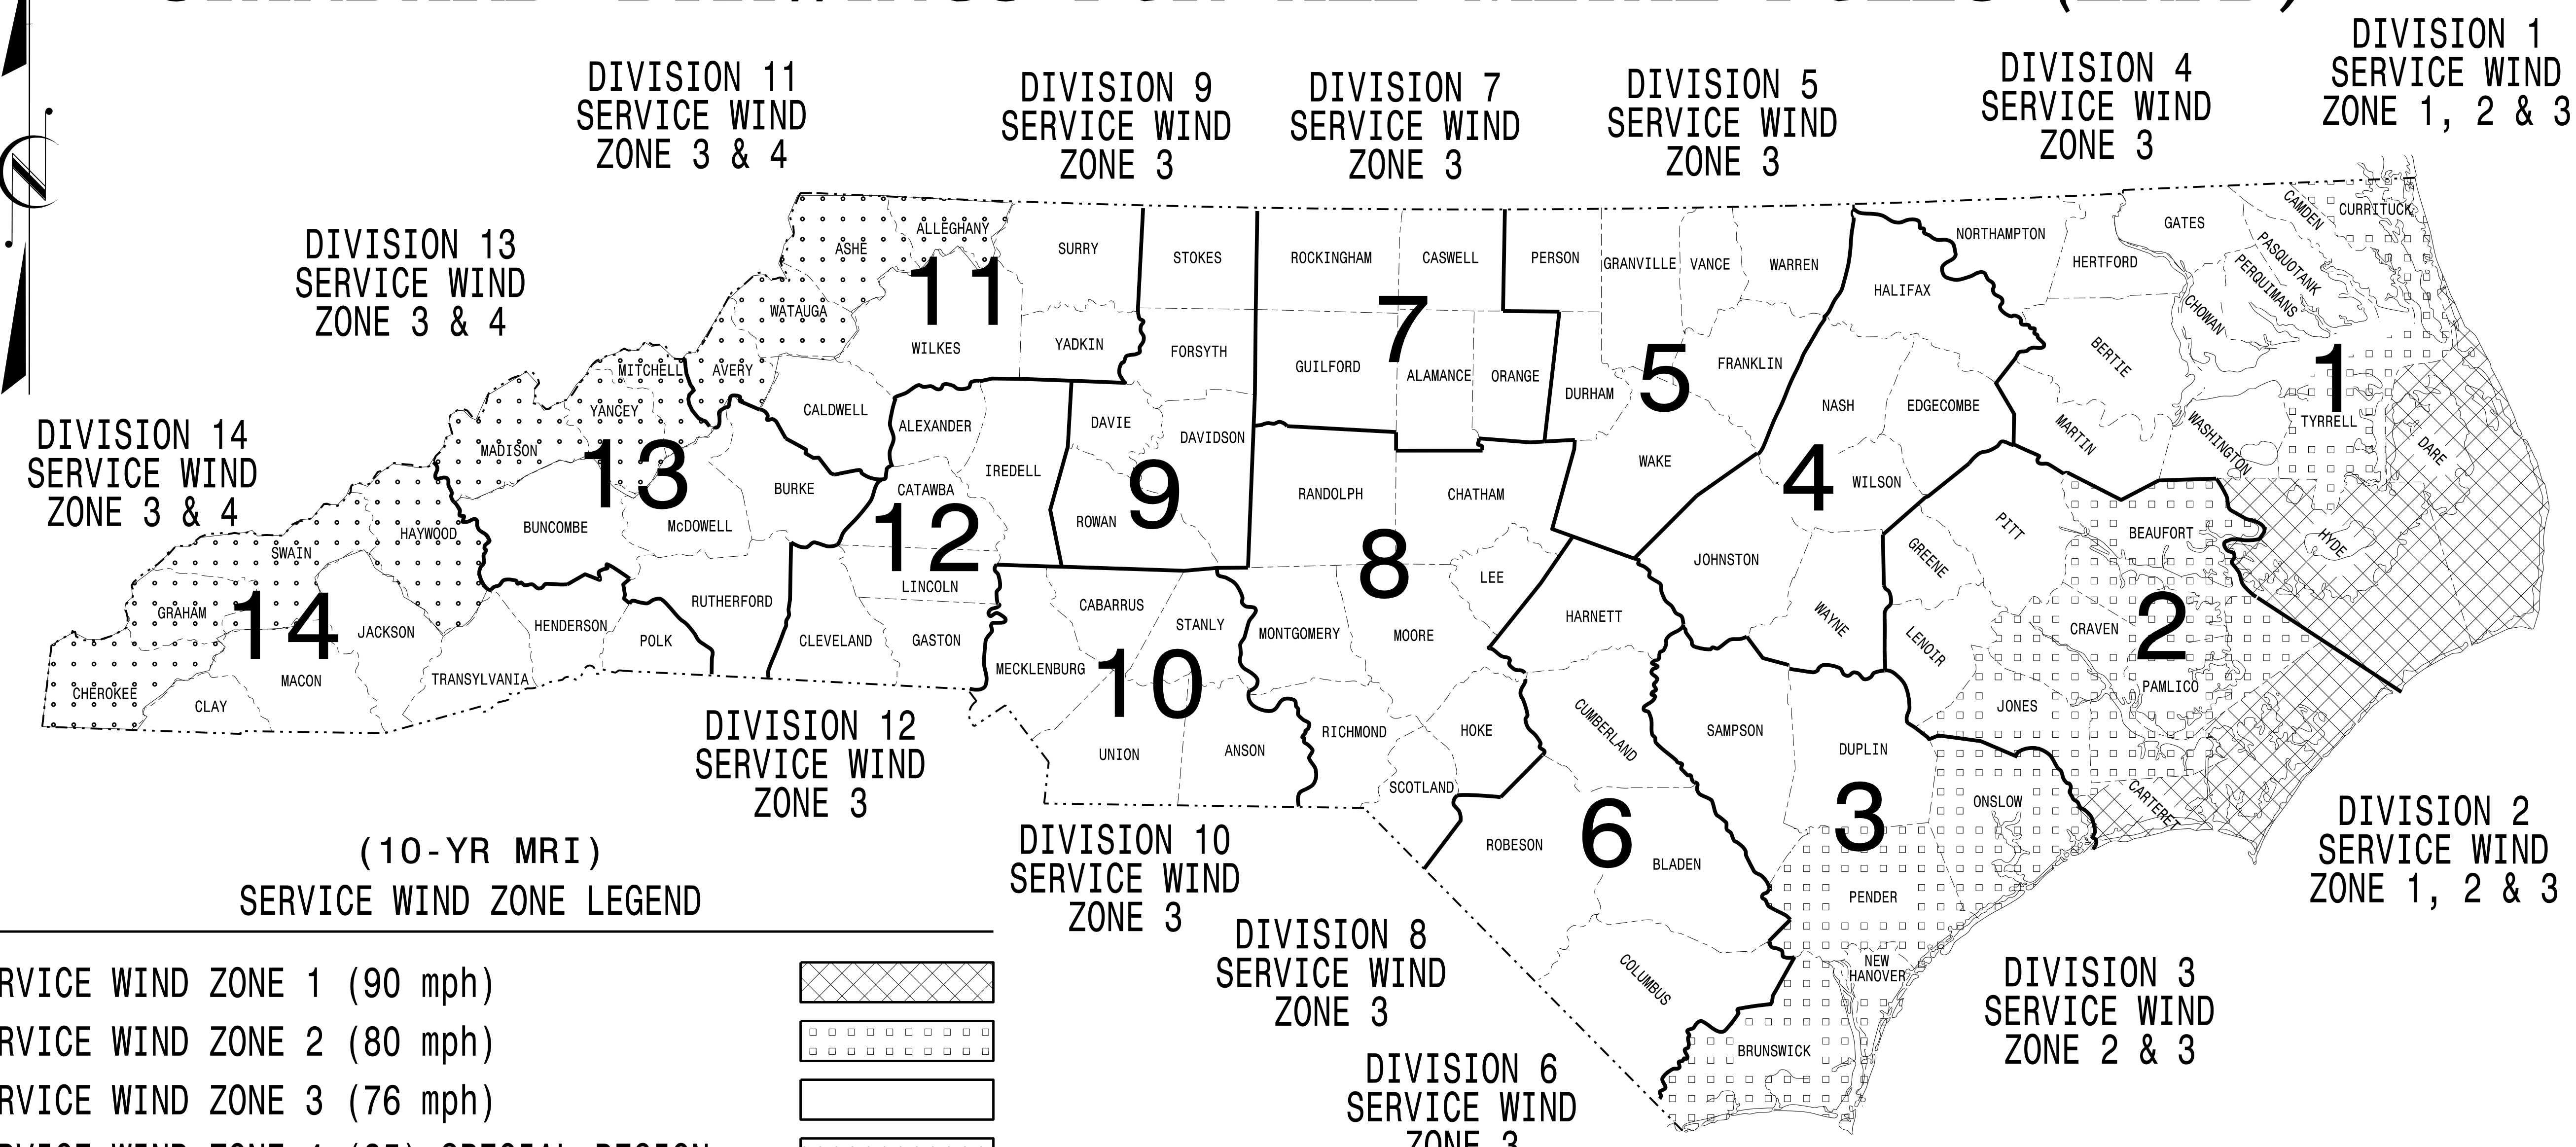 DIVISION 1
SERVICE WIND
ZONE 1, 2 & 3
DIVISION 4
SERVICE WIND
ZONE 3
DIVISION 5
SERVICE WIND
ZONE 3
DIVISION 7
SERVICE WIND
ZONE 3
DIVISION 9
SERVICE WIND
ZONE 3
DIVISION 11
SERVICE WIND
ZONE 3 & 4
DIVISION 13
SERVICE WIND
ZONE 3 & 4
DIVISION 14
SERVICE WIND
ZONE 3 & 4
N
ASHE
ALLEGHANY
SURRY
STOKES
ROCKINGHAM
CASWELL
PERSON
GRANVILLE
VANCE
WARREN
HALIFAX
NORTHAMPTON
HERTFORD
GATES
CAMDEN
CURRITUCK
PASQUOTANK
PERQUIMANS
CHOWAN
BERTIE
WATAUGA
11
WILKES
YADKIN
FORSYTH
GUILFORD
7
ALAMANCE
ORANGE
DURHAM
5
FRANKLIN
NASH
EDGECOMBE
MARTIN
WASHINGTON
1
TYRRELL
DARE
MITCHELL
AVERY
YANCEY
CALDWELL
ALEXANDER
DAVIE
DAVIDSON
MADISON
13
IREDELL
9
WAKE
4
WILSON
BURKE
CATAWBA
ROWAN
RANDOLPH
CHATHAM
BUNCOMBE
McDOWELL
12
LINCOLN
HAYWOOD
SWAIN
PITT
BEAUFORT
HYDE
GREENE
JOHNSTON
8
LEE
GRAHAM
14
JACKSON
HENDERSON
POLK
RUTHERFORD
CLEVELAND
GASTON
CABARRUS
STANLY
MONTGOMERY
MOORE
HARNETT
WAYNE
LENOIR
CRAVEN
2
PAMLICO
CHEROKEE
CLAY
MACON
TRANSYLVANIA
MECKLENBURG
10
UNION
ANSON
RICHMOND
HOKE
SCOTLAND
CUMBERLAND
SAMPSON
DUPLIN
JONES
ONSLOW
CARTERET
ROBESON
6
BLADEN
3
PENDER
NEW
HANOVER
COLUMBUS
BRUNSWICK
DIVISION 12
SERVICE WIND
ZONE 3
DIVISION 10
SERVICE WIND
ZONE 3
DIVISION 8
SERVICE WIND
ZONE 3
DIVISION 6
SERVICE WIND
ZONE 3
DIVISION 3
SERVICE WIND
ZONE 2 & 3
DIVISION 2
SERVICE WIND
ZONE 1, 2 & 3
(10-YR MRI)
SERVICE WIND ZONE LEGEND
RVICE WIND ZONE 1 (90 mph)
RVICE WIND ZONE 2 (80 mph)
RVICE WIND ZONE 3 (76 mph)